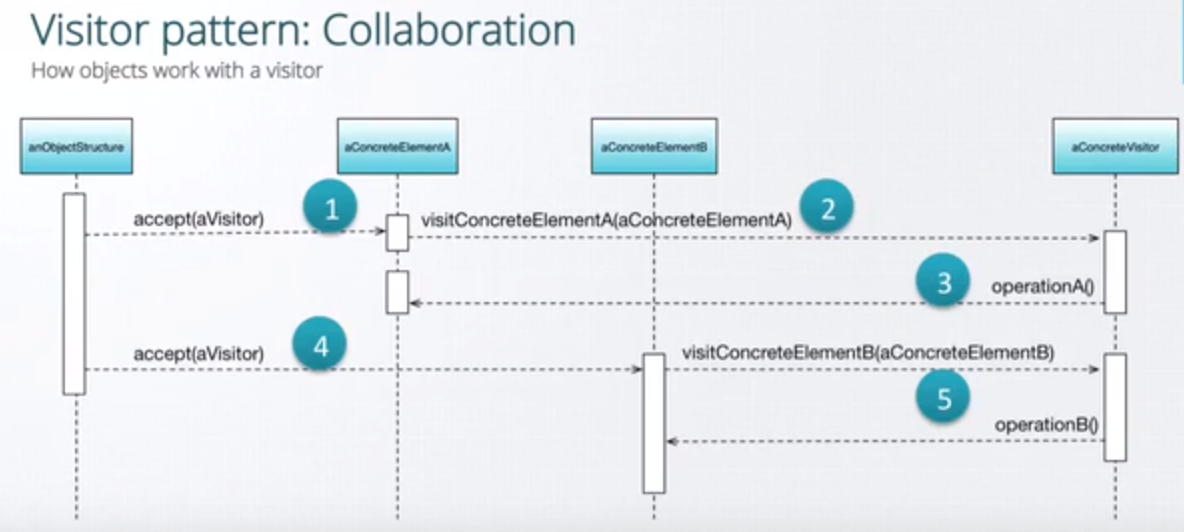 Visitor pattern: Collaboration
How objects work with a visitor
anObjectStructure
aConcreteElementA
aConcreteElementB
aConcreteVisitor
accept(aVisitor)
1
visitConcreteElementA(aConcreteElementA)
2
3
operationA()
accept(aVisitor)
4
visitConcreteElementB(aConcreteElementB)
5
operationB()